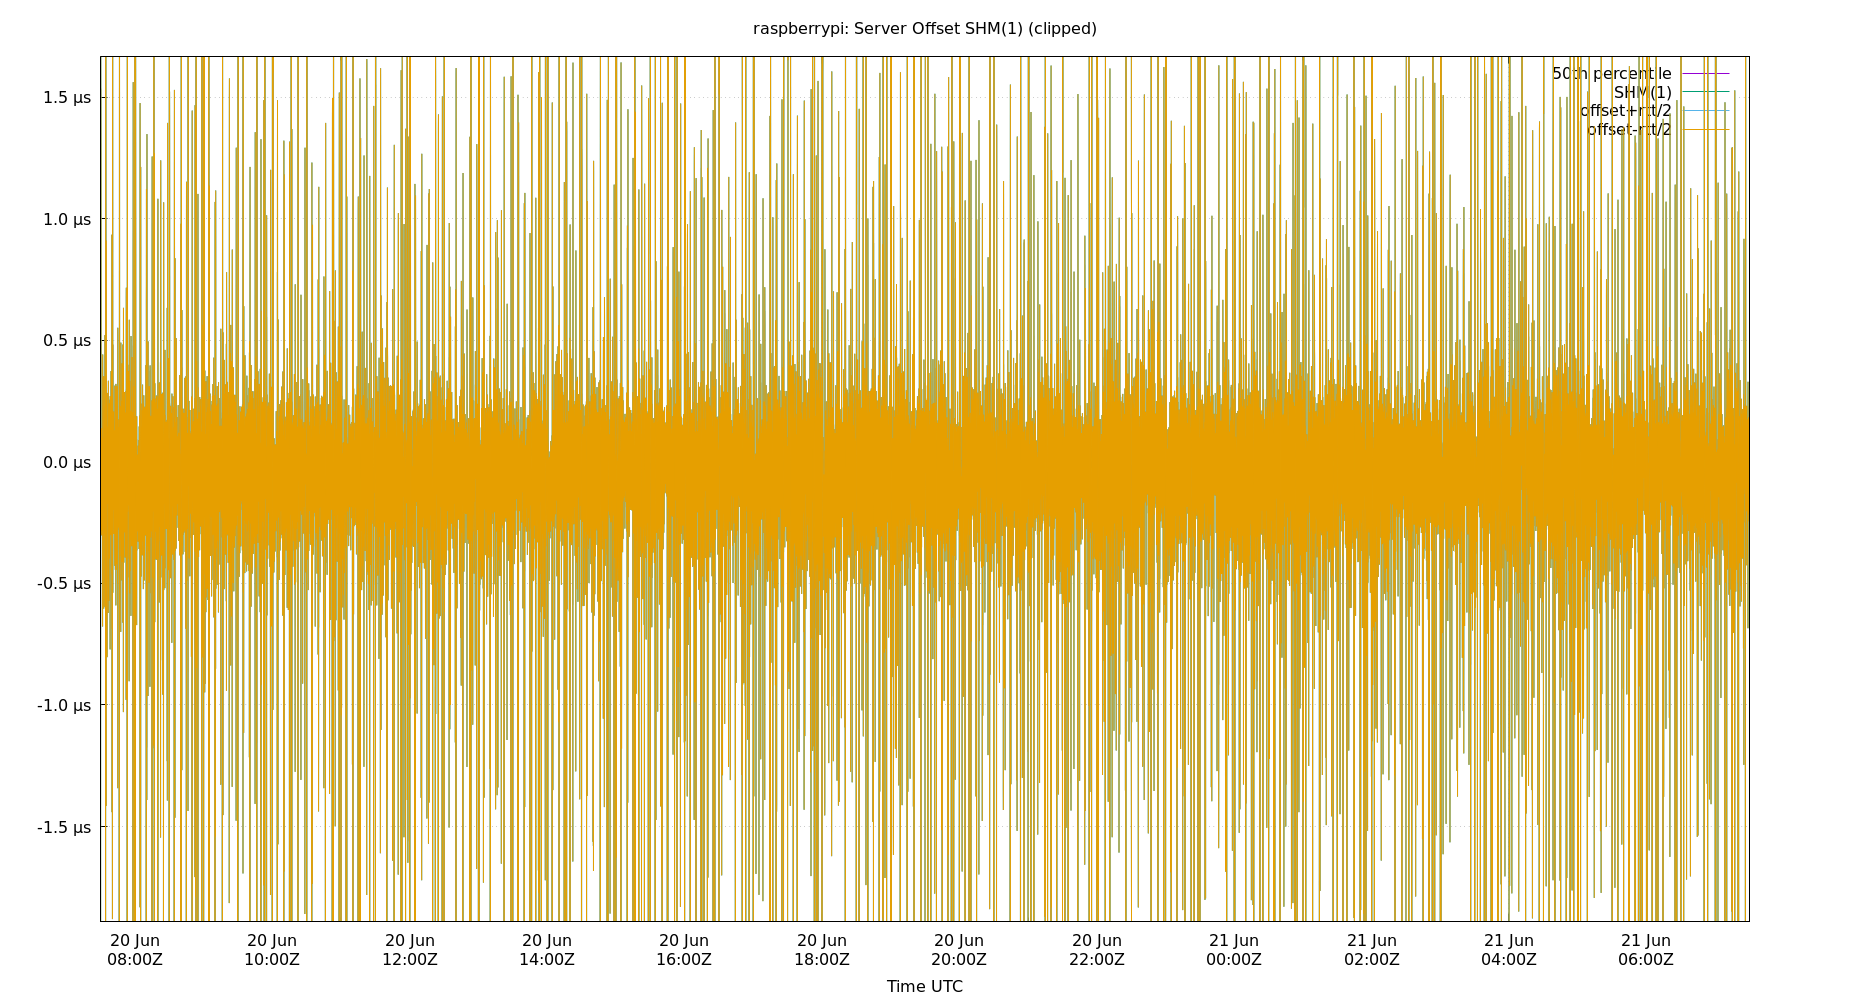 raspberrypi: Server Offset SHM(1) (clipped)
50th percentile
SHM(1)
offset+rtt/2
offset-rtt/2
1.5 μs
1.0 μs
0.5 μs
0.0 μs
-0.5 μs
-1.0 μs
-1.5 μs
20 Jun 20 Jun 20 Jun 20 Jun 20 Jun 20 Jun 20 Jun 20 Jun 21 Jun 21 Jun 21 Jun 21 Jun
08:00Z 10:00Z 12:00Z 14:00Z 16:00Z 18:00Z 20:00Z 22:00Z 00:00Z 02:00Z 04:00Z 06:00Z
Time UTC